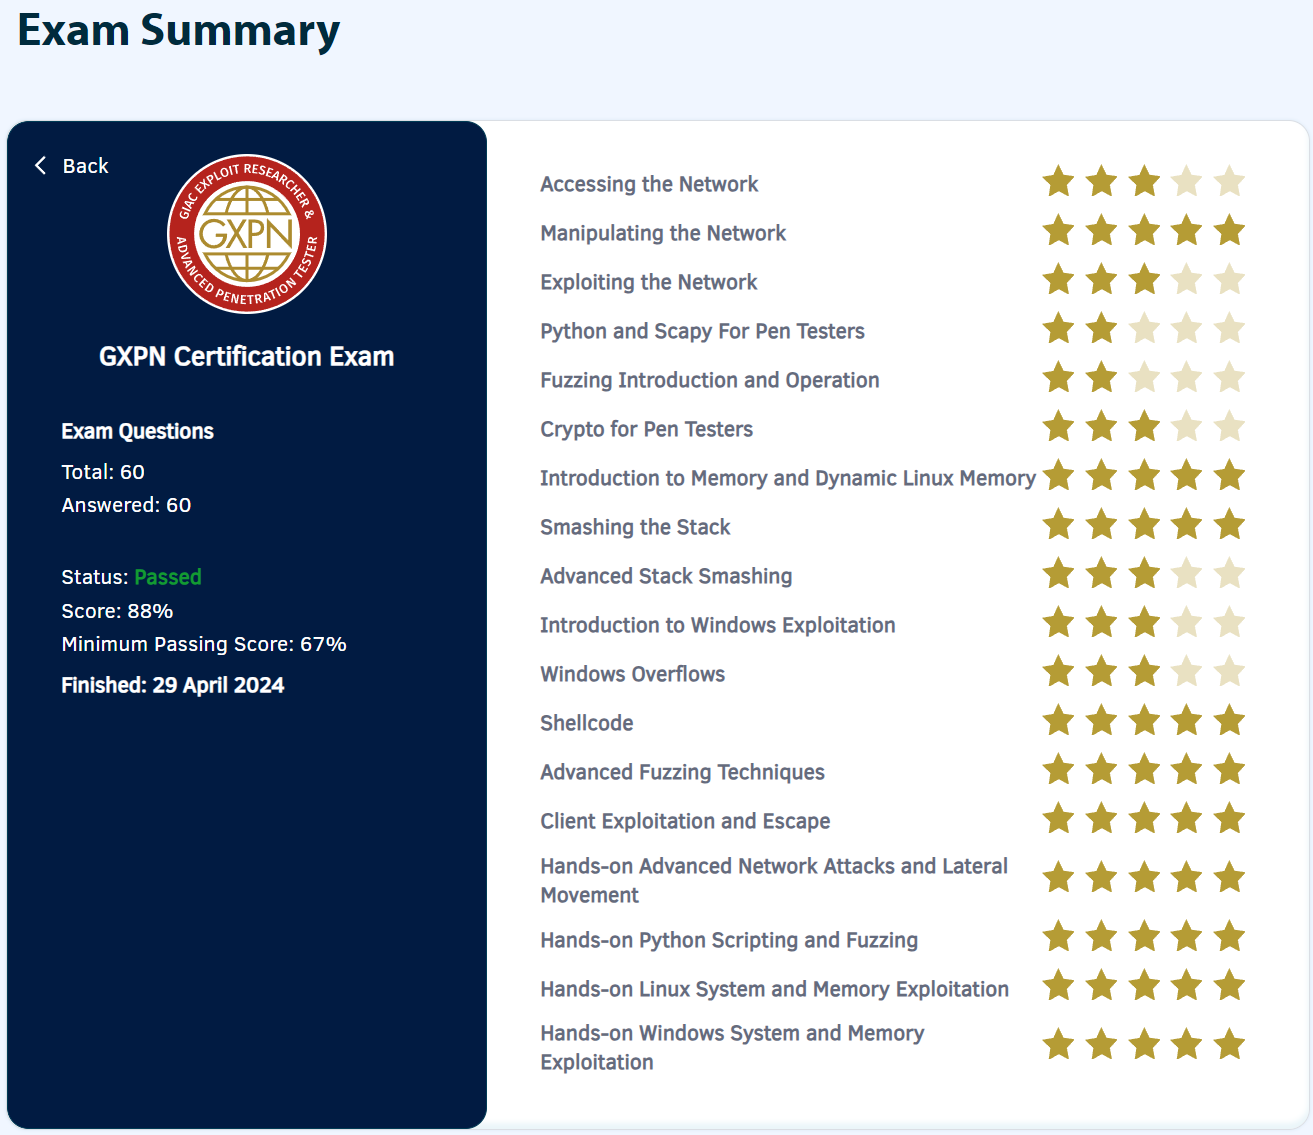 Exam Summary
Back
GIAC EXPLOIT RESEARCHER &
GXPN
ADVANCED PENETRATION TESTER
GXPN Certification Exam
Exam Questions
Total: 60
Answered: 60
Status: Passed
Score: 88%
Minimum Passing Score: 67%
Finished: 29 April 2024
Accessing the Network
Manipulating the Network
Exploiting the Network
Python and Scapy For Pen Testers
Fuzzing Introduction and Operation
Crypto for Pen Testers
Introduction to Memory and Dynamic Linux Memory
Smashing the Stack
Advanced Stack Smashing
Introduction to Windows Exploitation
Windows Overflows
Shellcode
Advanced Fuzzing Techniques
Client Exploitation and Escape
Hands-on Advanced Network Attacks and Lateral
Movement
Hands-on Python Scripting and Fuzzing
Hands-on Linux System and Memory Exploitation
Hands-on Windows System and Memory
Exploitation